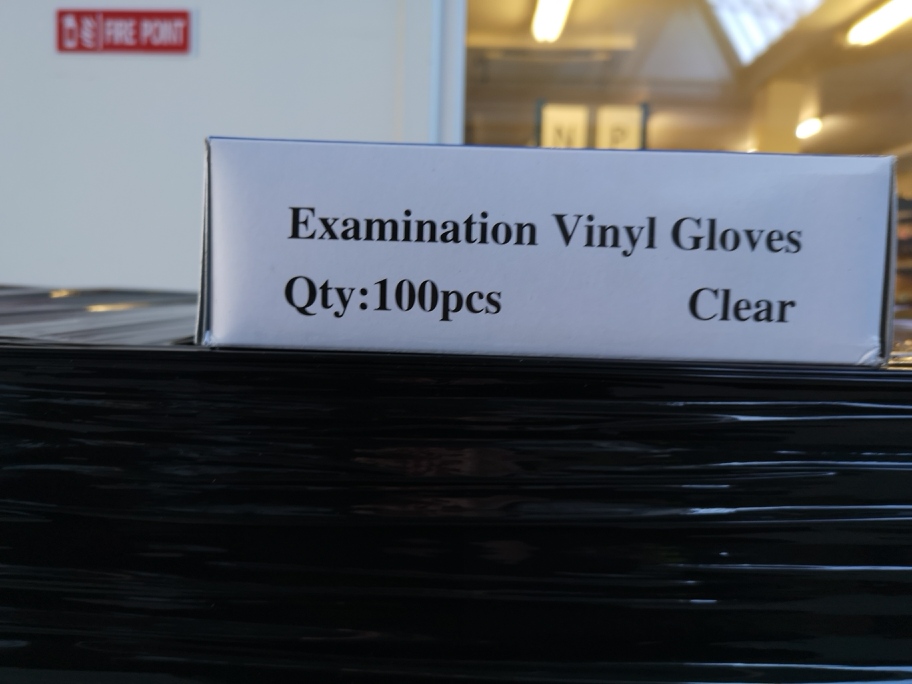 FIRE POINT
N P
Examination Vinyl Gloves
Qty:100pcs Clear